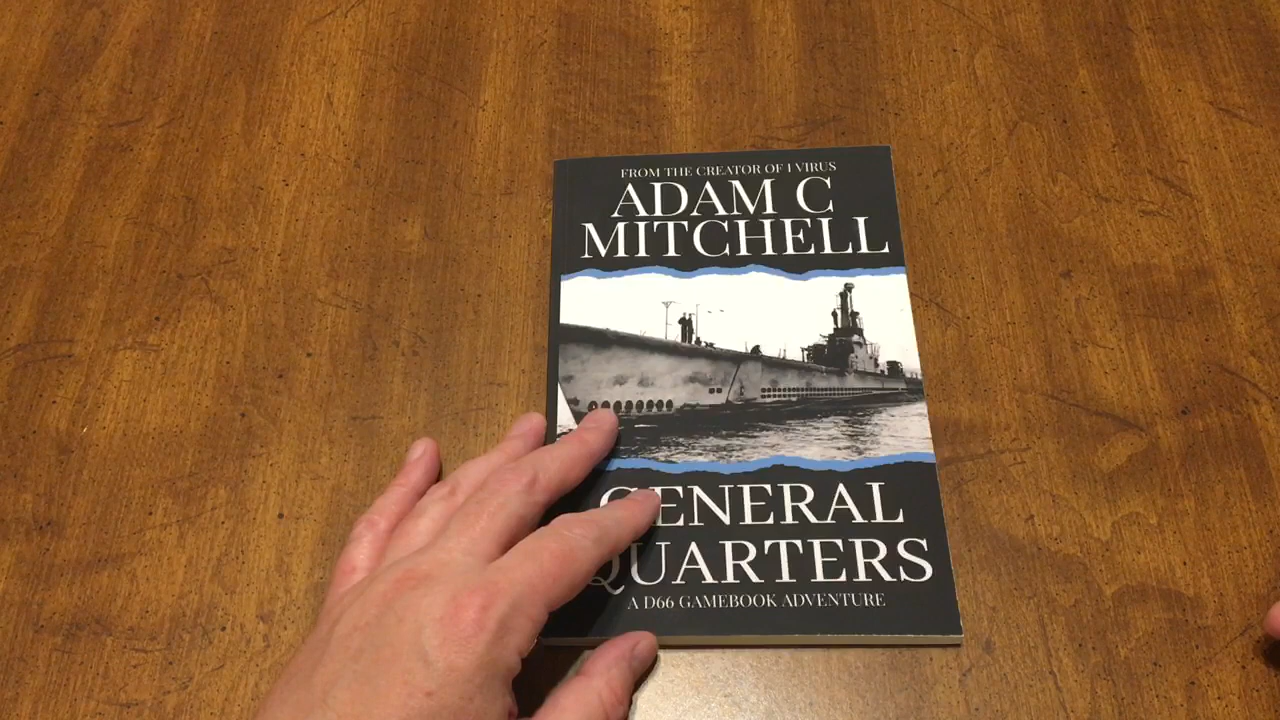 FROM THE CREATOR OF I VIRUS
ADAM C
MITCHELL
GENERAL
QUARTERS
A D66 GAMEBOOK ADVENTURE